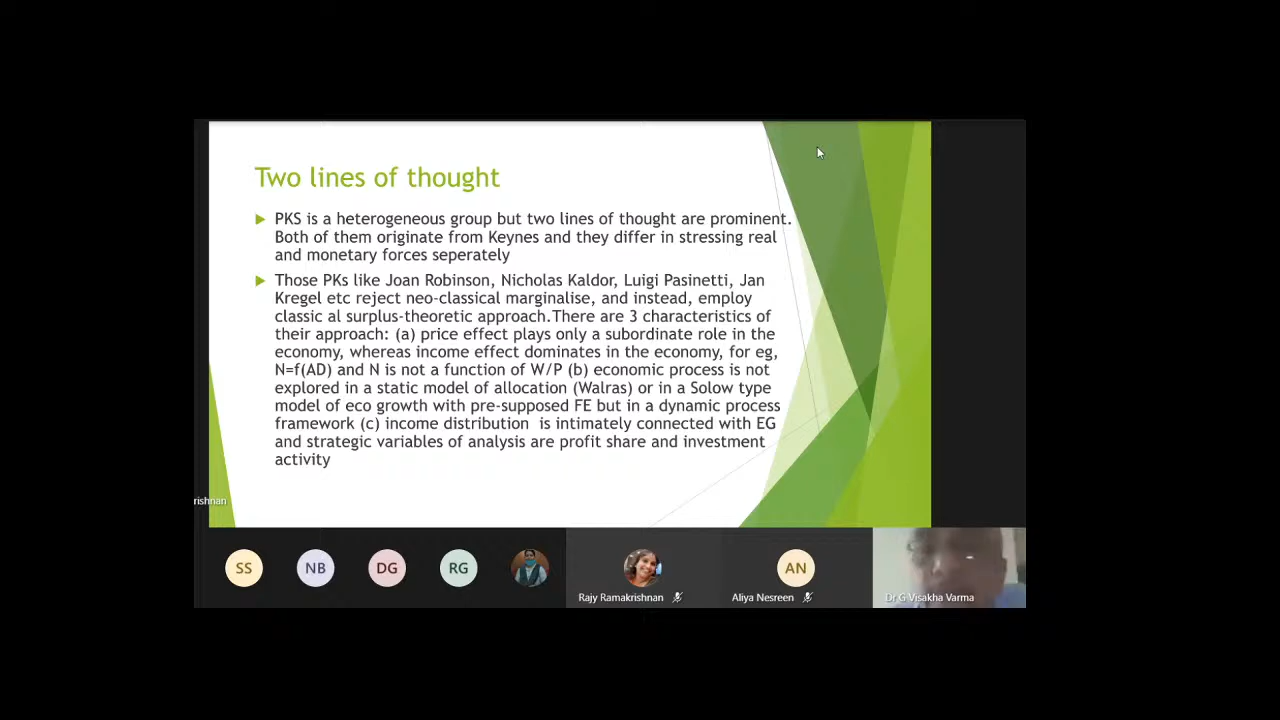 Two lines of thought
PKS is a heterogeneous group but two lines of thought are prominent.
Both of them originate from Keynes and they differ in stressing real
and monetary forces seperately
Those PKs like Joan Robinson, Nicholas Kaldor, Luigi Pasinetti, Jan
Kregel etc reject neo-classical marginalise, and instead, employ
classic al surplus-theoretic approach.There are 3 characteristics of
their approach: (a) price effect plays only a subordinate role in the
economy, whereas income effect dominates in the economy, for eg,
N=f(AD) and N is not a function of W/P (b) economic process is not
explored in a static model of allocation (Walras) or in a Solow type
model of eco growth with pre-supposed FE but in a dynamic process
framework (c) income distribution  is intimately connected with EG
and strategic variables of analysis are profit share and investment
activity
rishnan
SS NB DG RG AN
Rajy Ramakrishnan Aliya Nesreen Dr G Visakha Varma